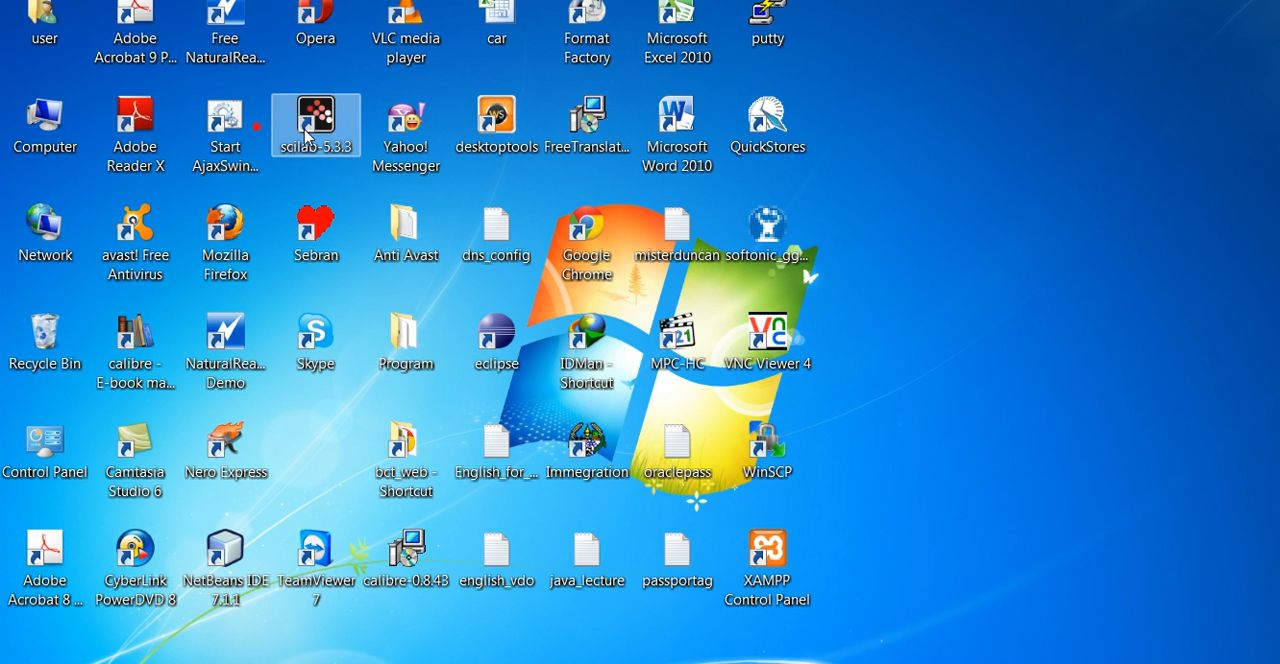 user
Adobe
Acrobat 9 P...
Free
NaturalRea...
Opera
VLC media
player
car
Format
Factory
Microsoft
Excel 2010
putty
Computer
Adobe
Reader X
Start
AjaxSwin...
scilab-5.3.3
Yahoo!
Messenger
desktoptools
FreeTranslat...
Microsoft
Word 2010
QuickStores
Network
avast! Free
Antivirus
Mozilla
Firefox
Sebran
Anti Avast
dns_config
Google
Chrome
misterduncan
softonic_gg...
Recycle Bin
calibre -
E-book ma...
NaturalRea...
Demo
Skype
Program
eclipse
IDMan -
Shortcut
MPC-HC
VNC Viewer 4
Control Panel
Camtasia
Studio 6
Nero Express
bct_web -
Shortcut
English_for_...
Immegration
oraclepass
WinSCP
Adobe
Acrobat 8 ...
CyberLink
PowerDVD 8
NetBeans IDE
7.1.1
TeamViewer
7
calibre-0.8.43
english_vdo
java_lecture
passportag
XAMPP
Control Panel